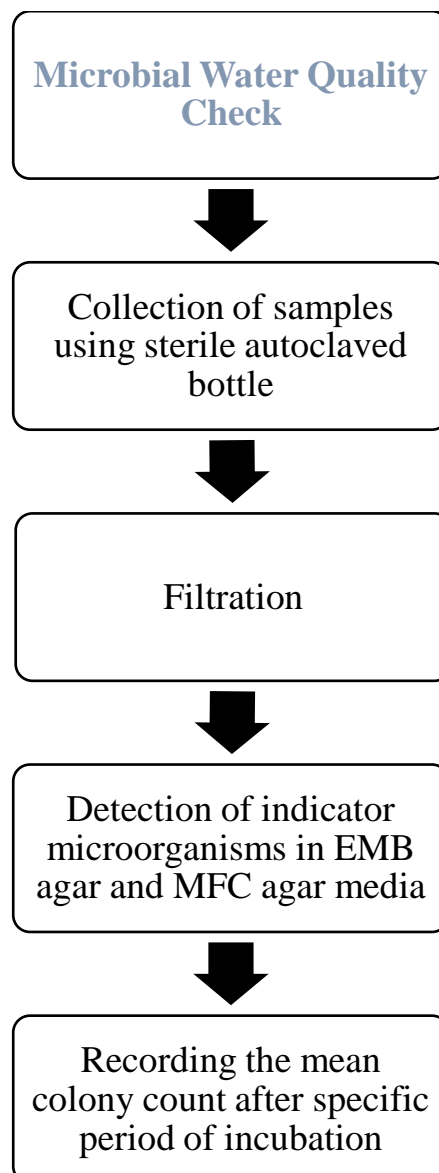 Microbial Water Quality
Check
Collection of samples
using sterile autoclaved
bottle
Filtration
Detection of indicator
microorganisms in EMB
agar and MFC agar media
Recording the mean
colony count after specific
period of incubation